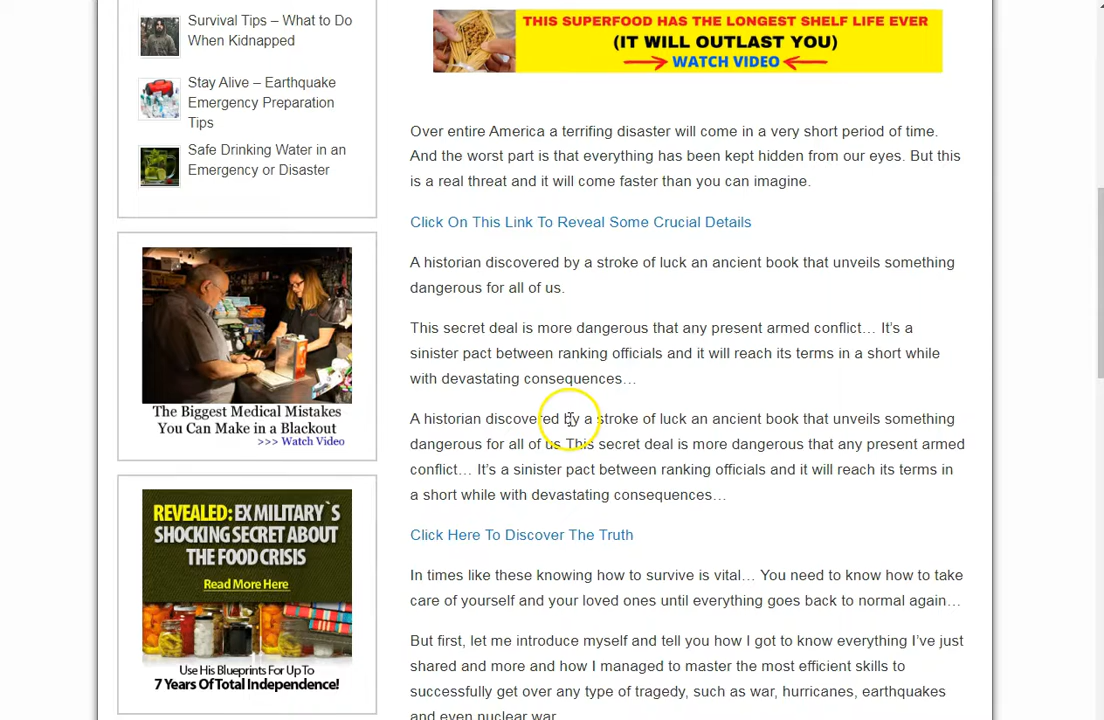 Survival Tips – What to Do
When Kidnapped
Stay Alive – Earthquake
Emergency Preparation
Tips
Safe Drinking Water in an
Emergency or Disaster
The Biggest Medical Mistakes
You Can Make in a Blackout
>>> Watch Video
REVEALED: EX MILITARY`S
SHOCKING SECRET ABOUT
THE FOOD CRISIS
Read More Here
Use His Blueprints For Up To
7 Years Of Total Independence!
THIS SUPERFOOD HAS THE LONGEST SHELF LIFE EVER
(IT WILL OUTLAST YOU)
WATCH VIDEO
Over entire America a terrifing disaster will come in a very short period of time.
And the worst part is that everything has been kept hidden from our eyes. But this
is a real threat and it will come faster than you can imagine.
Click On This Link To Reveal Some Crucial Details
A historian discovered by a stroke of luck an ancient book that unveils something
dangerous for all of us.
This secret deal is more dangerous that any present armed conflict… It’s a
sinister pact between ranking officials and it will reach its terms in a short while
with devastating consequences…
A historian discovered by a stroke of luck an ancient book that unveils something
dangerous for all of us This secret deal is more dangerous that any present armed
conflict… It’s a sinister pact between ranking officials and it will reach its terms in
a short while with devastating consequences…
Click Here To Discover The Truth
In times like these knowing how to survive is vital… You need to know how to take
care of yourself and your loved ones until everything goes back to normal again…
But first, let me introduce myself and tell you how I got to know everything I’ve just
shared and more and how I managed to master the most efficient skills to
successfully get over any type of tragedy, such as war, hurricanes, earthquakes
and even nuclear war